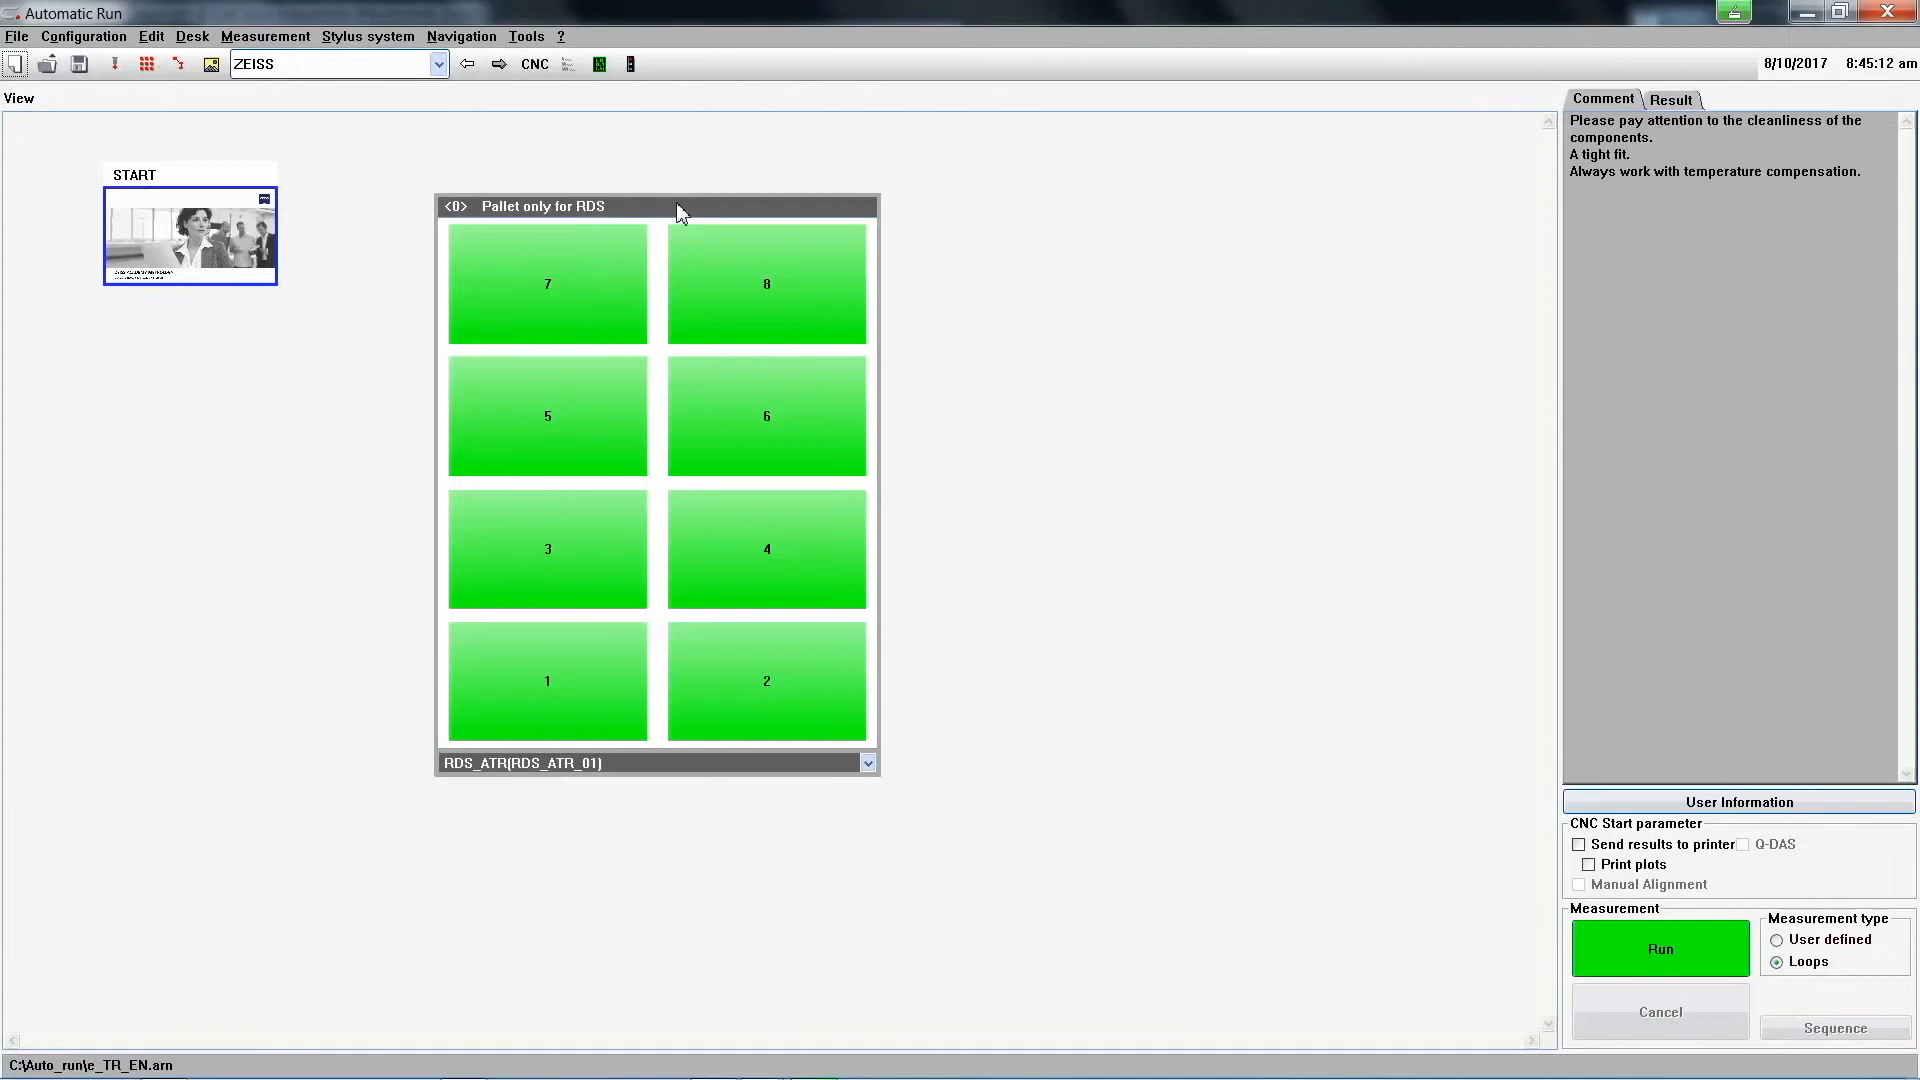 Automatic Run
File Configuration Edit Desk Measurement Stylus system Navigation Tools ?
ZEISS CNC 8/10/2017 8:45:12 am
View
Comment Result
Please pay attention to the cleanliness of the
components.
A tight fit.
Always work with temperature compensation.
START
<0> Pallet only for RDS
7 8
5 6
3 4
1 2
RDS_ATR(RDS_ATR_01)
User Information
CNC Start parameter
Send results to printer Q-DAS
Print plots
Manual Alignment
Measurement
Measurement type
Run
User defined
Loops
Cancel
Sequence
C:\Auto_run\e_TR_EN.arn